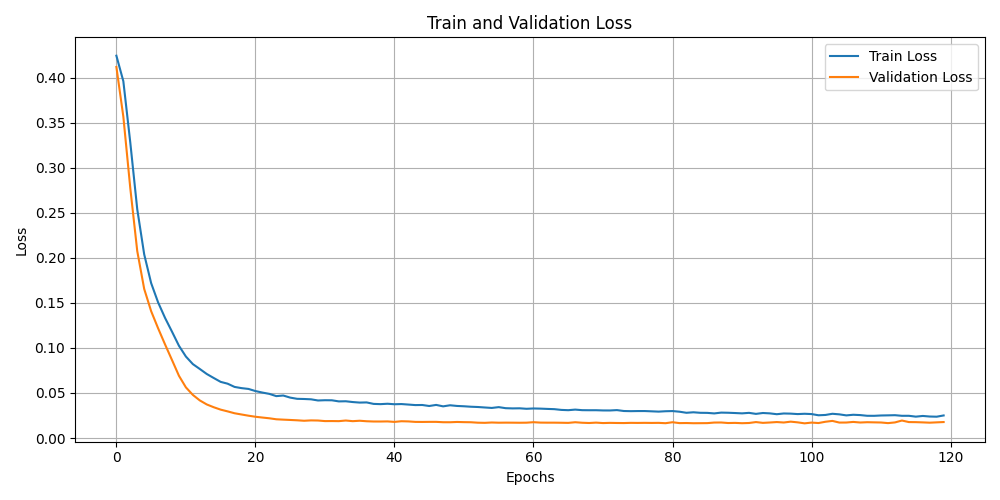 Train and Validation Loss
Train Loss
Validation Loss
Loss
0.40
0.35
0.30
0.25
0.20
0.15
0.10
0.05
0.00
0 20 40 60 80 100 120
Epochs